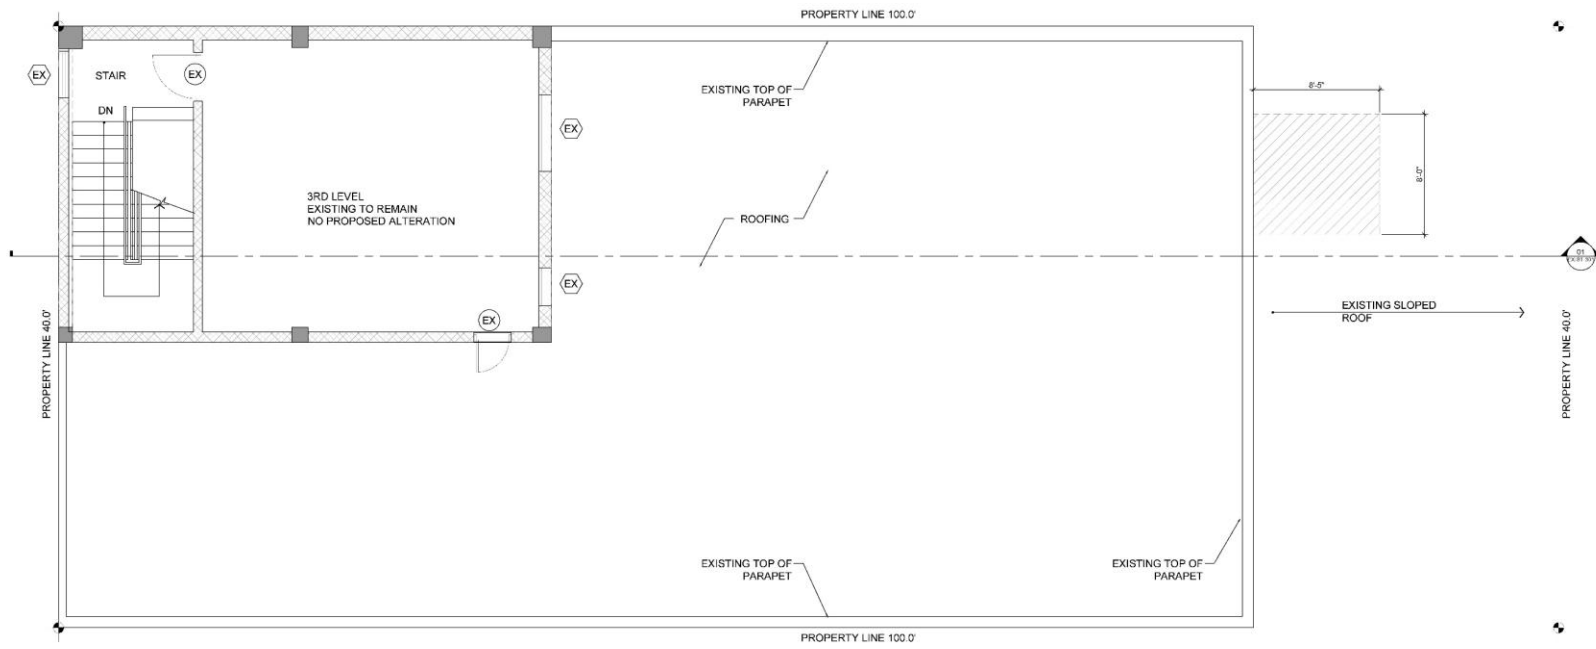 PROPERTY LINE 100.0'
EX
STAIR
EX
DN
EXISTING TOP OF
PARAPET
8'-5"
EX
8'-0"
3RD LEVEL
EXISTING TO REMAIN
NO PROPOSED ALTERATION
ROOFING
01
EX
EXISTING SLOPED
ROOF
EX
PROPERTY LINE 40.0'
PROPERTY LINE 40.0'
EXISTING TOP OF
PARAPET
EXISTING TOP OF
PARAPET
PROPERTY LINE 100.0'